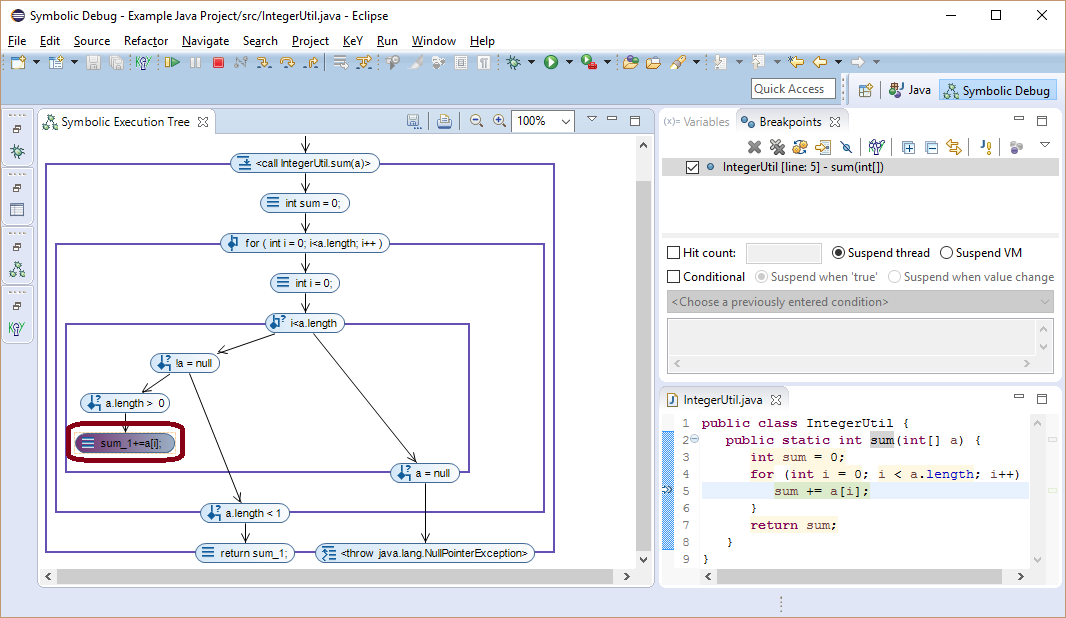 Symbolic Debug - Example Java Project/src/IntegerUtil.java - Eclipse
File Edit Source Refactor Navigate Search Project KeY Run Window Help
Quick Access
Java
Symbolic Debug
Symbolic Execution Tree
100%
<call IntegerUtil.sum(a)>
int sum = 0;
for ( int i = 0; i<a.length; i++ )
int i = 0;
i<a.length
!a = null
a.length > 0
sum_1+=a[i];
a = null
a.length < 1
return sum_1;
<throw java.lang.NullPointerException>
(x)= Variables
Breakpoints
IntegerUtil [line: 5] - sum(int[])
Hit count:
Suspend thread
Suspend VM
Conditional
Suspend when 'true'
Suspend when value change
<Choose a previously entered condition>
IntegerUtil.java
1 public class IntegerUtil {
2 public static int sum(int[] a) {
3 int sum = 0;
4 for (int i = 0; i < a.length; i++)
5 sum += a[i];
6 }
7 return sum;
8 }
9 }